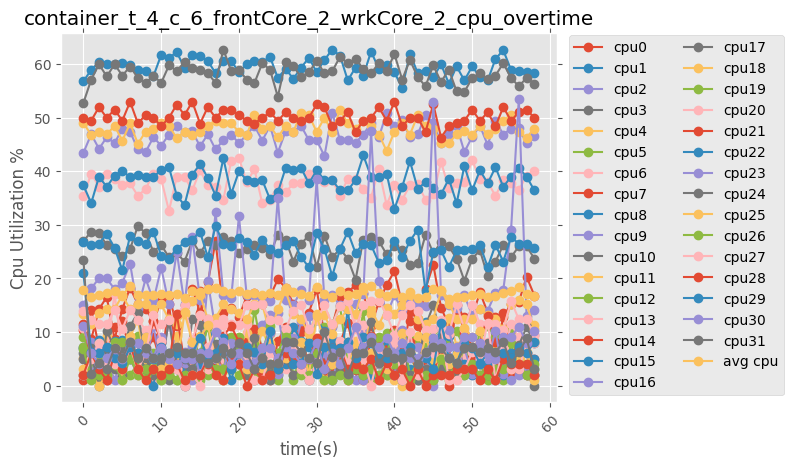 container_t_4_c_6_frontCore_2_wrkCore_2_cpu_overtime
Cpu Utilization %
60
50
40
30
20
10
0
0
10
20
30
40
50
60
time(s)
cpu0
cpu1
cpu2
cpu3
cpu4
cpu5
cpu6
cpu7
cpu8
cpu9
cpu10
cpu11
cpu12
cpu13
cpu14
cpu15
cpu16
cpu17
cpu18
cpu19
cpu20
cpu21
cpu22
cpu23
cpu24
cpu25
cpu26
cpu27
cpu28
cpu29
cpu30
cpu31
avg cpu